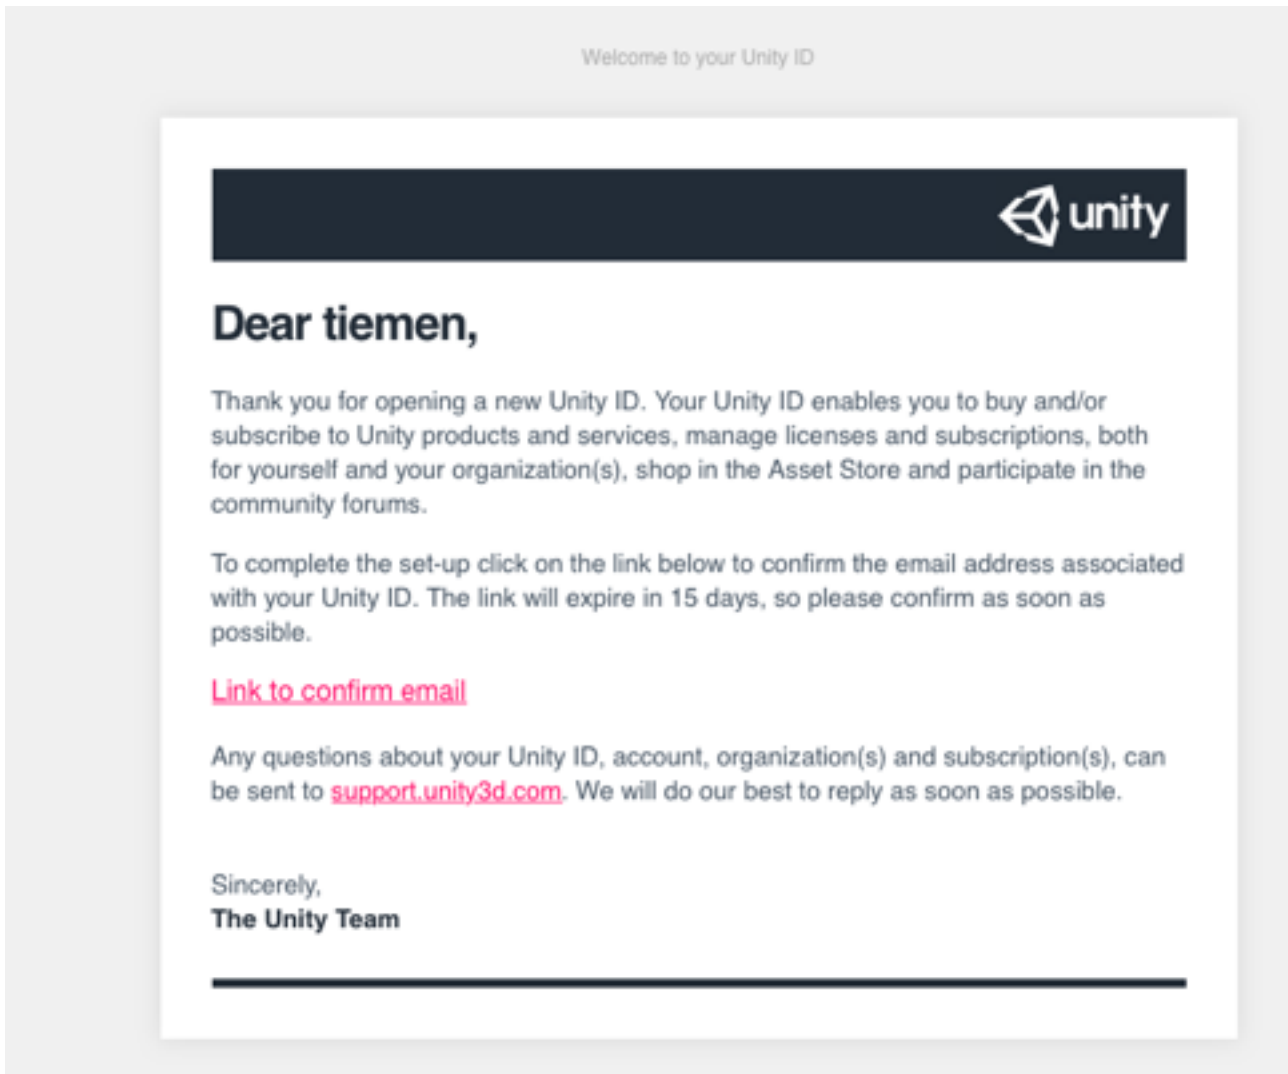 Welcome to your Unity ID
unity
Dear tiemen,
Thank you for opening a new Unity ID. Your Unity ID enables you to buy and/or
subscribe to Unity products and services, manage licenses and subscriptions, both
for yourself and your organization(s), shop in the Asset Store and participate in the
community forums.
To complete the set-up click on the link below to confirm the email address associated
with your Unity ID. The link will expire in 15 days, so please confirm as soon as
possible.
Link to confirm email
Any questions about your Unity ID, account, organization(s) and subscription(s), can
be sent to support.unity3d.com. We will do our best to reply as soon as possible.
Sincerely,
The Unity Team